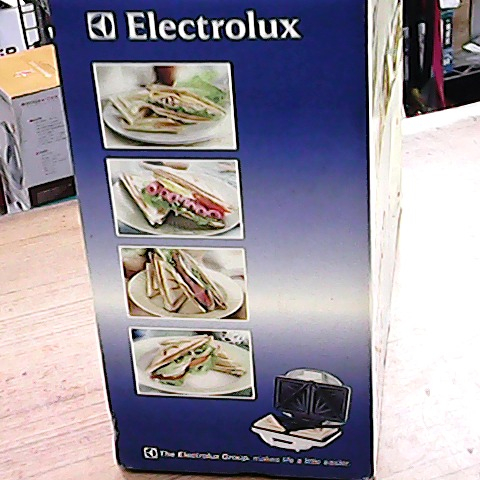 Electrolux
The Electrolux Group. makes life a little easier